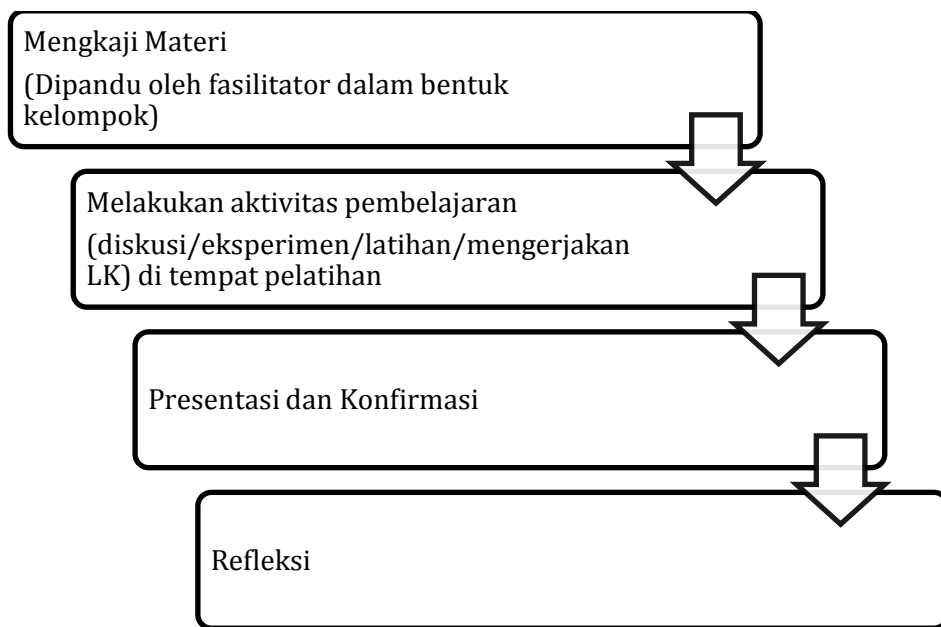 Mengkaji Materi
(Dipandu oleh fasilitator dalam bentuk
kelompok)
Melakukan aktivitas pembelajaran
(diskusi/eksperimen/latihan/mengerjakan
LK) di tempat pelatihan
Presentasi dan Konfirmasi
Refleksi